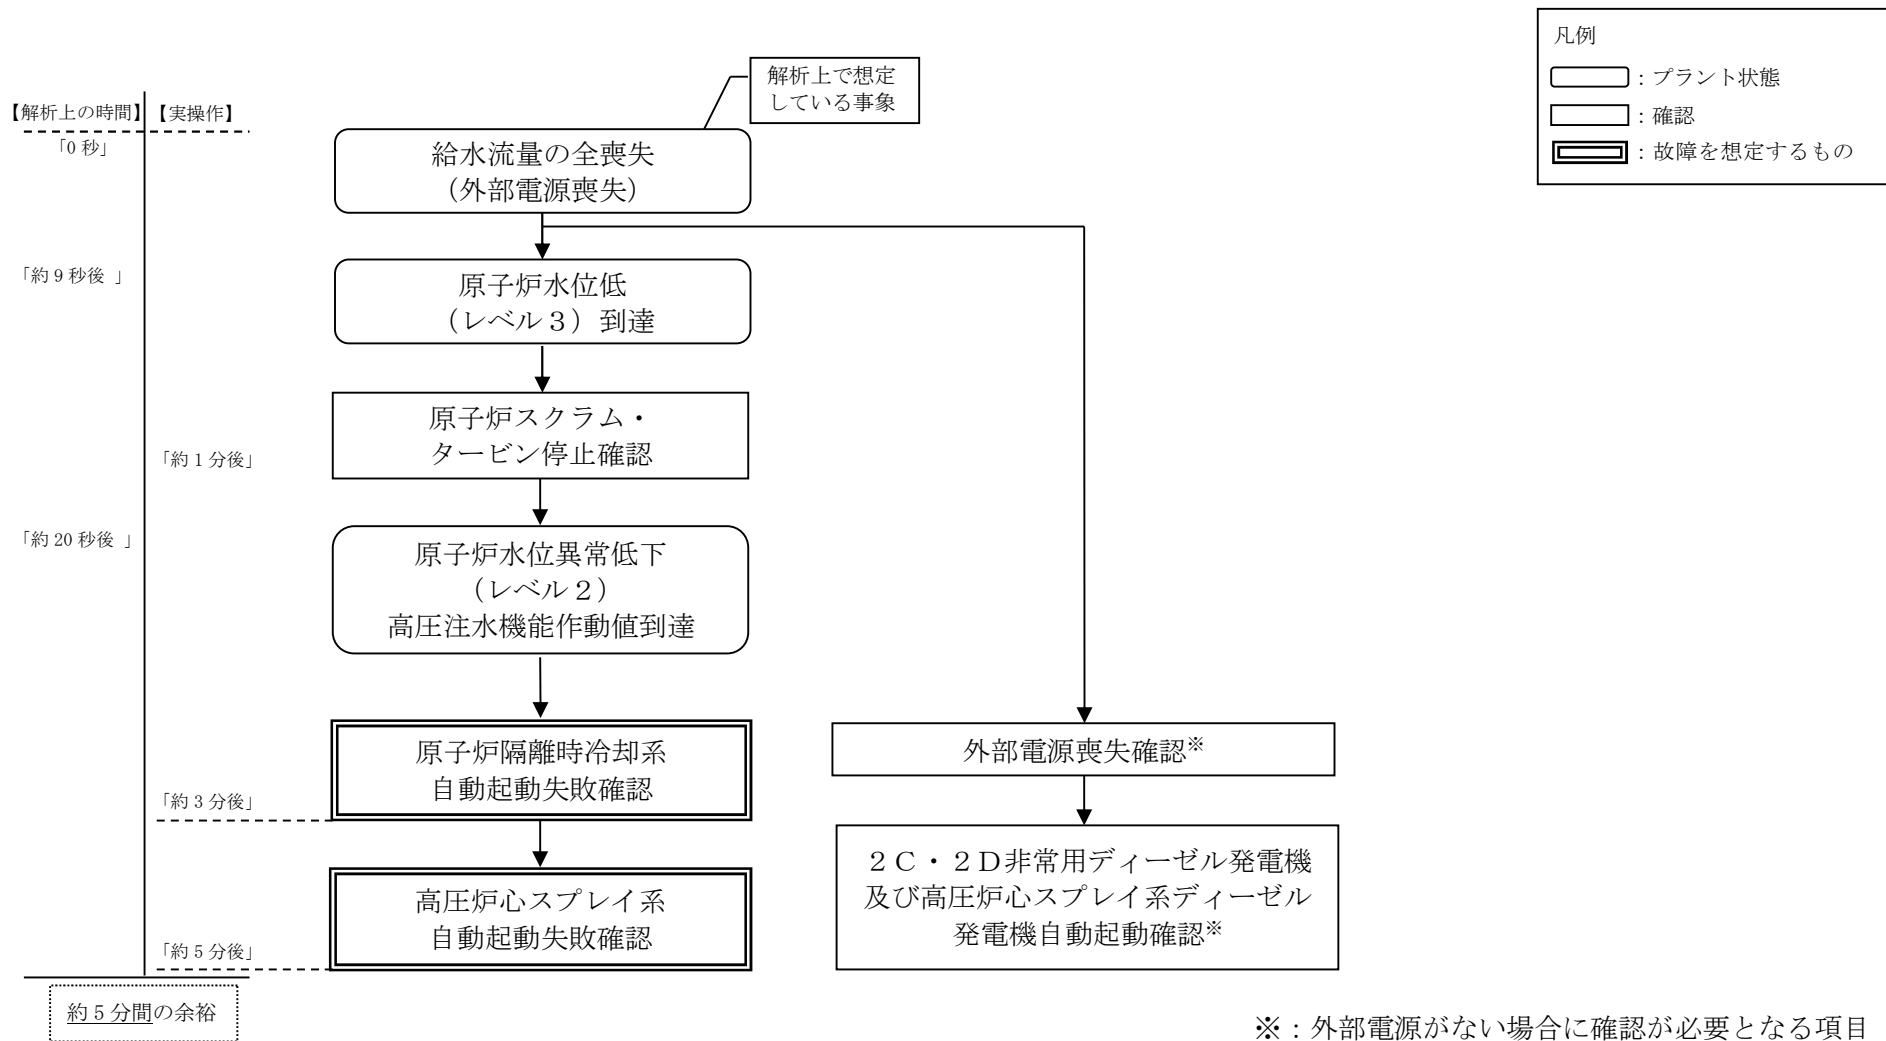 凡例
：プラント状態
：確認
：故障を想定するもの
解析上で想定
している事象
【解析上の時間】
【実操作】
「0 秒」
給水流量の全喪失
（外部電源喪失）
「約 9 秒後 」
原子炉水位低
（レベル３）到達
原子炉スクラム・
タービン停止確認
「約 1 分後」
「約 20 秒後 」
原子炉水位異常低下
（レベル２）
高圧注水機能作動値到達
原子炉隔離時冷却系
自動起動失敗確認
「約 3 分後」
外部電源喪失確認※
高圧炉心スプレイ系
自動起動失敗確認
「約 5 分後」
２Ｃ・２Ｄ非常用ディーゼル発電機
及び高圧炉心スプレイ系ディーゼル
発電機自動起動確認※
約 5 分間の余裕
※：外部電源がない場合に確認が必要となる項目